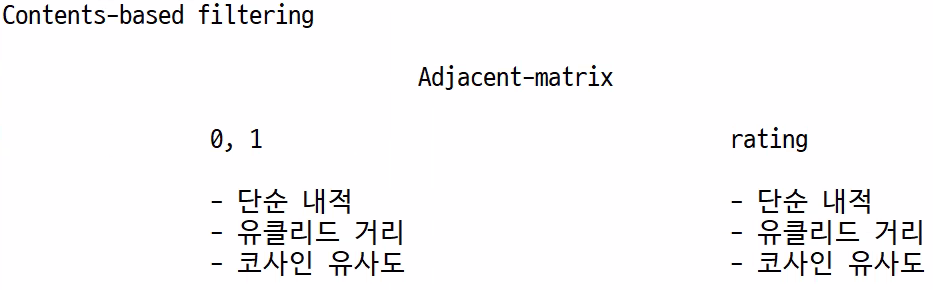 Contents-based filtering
Adjacent-matrix
0, 1 rating
- 단순 내적 - 단순 내적
- 유클리드 거리 - 유클리드 거리
- 코사인 유사도 - 코사인 유사도